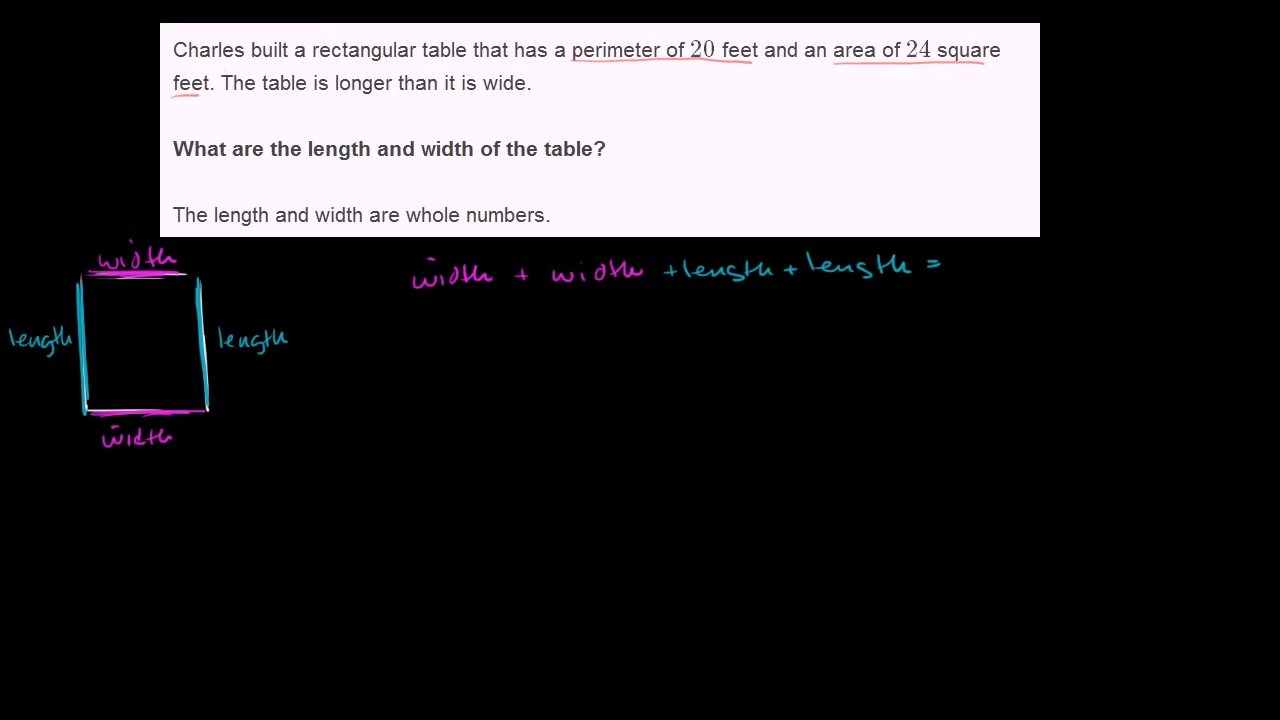 Charles built a rectangular table that has a perimeter of 20 feet and an area of 24 square
feet. The table is longer than it is wide.
What are the length and width of the table?
The length and width are whole numbers.
width
width + width + length + length =
length
length
width